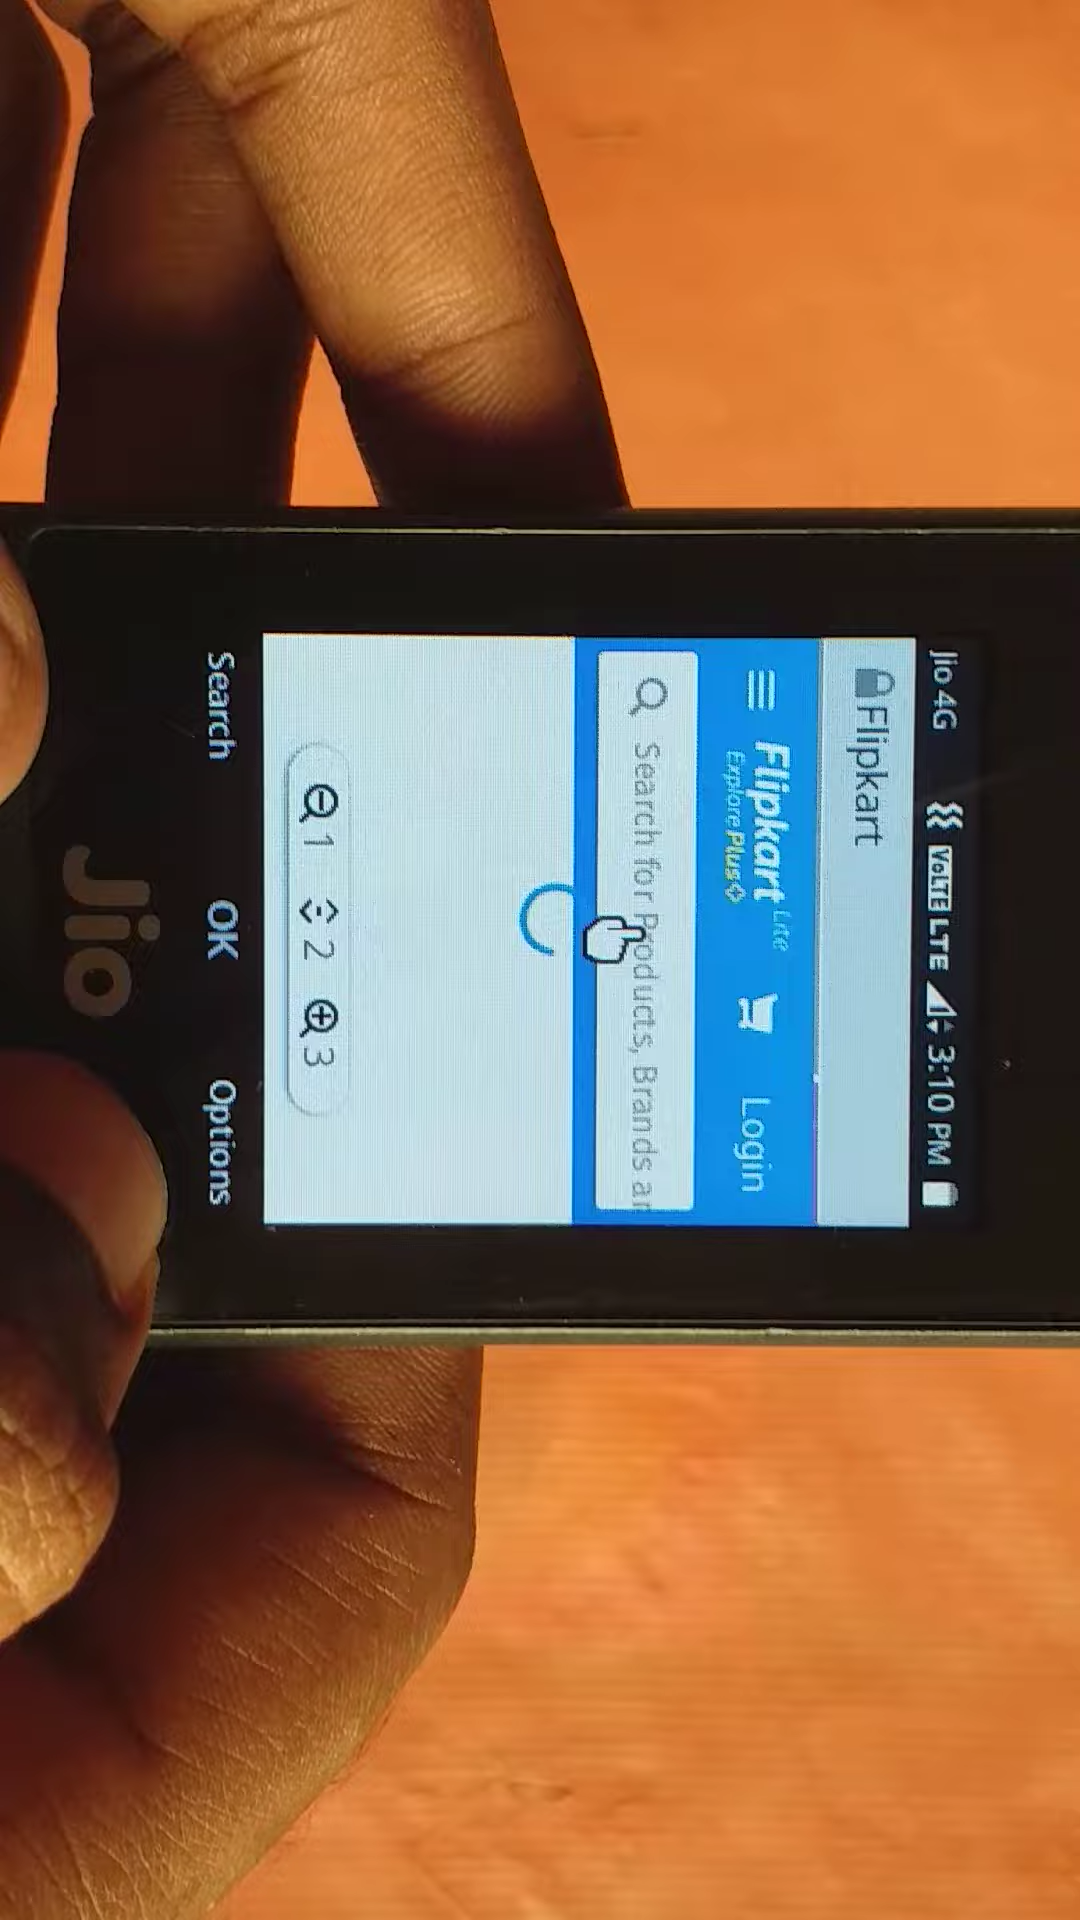 Jio 4G VoLTE LTE 3:10 PM
Flipkart
Flipkart Lite Login
Explore Plus
Search for Products, Brands an
1 2 3
Search OK Options
Jio